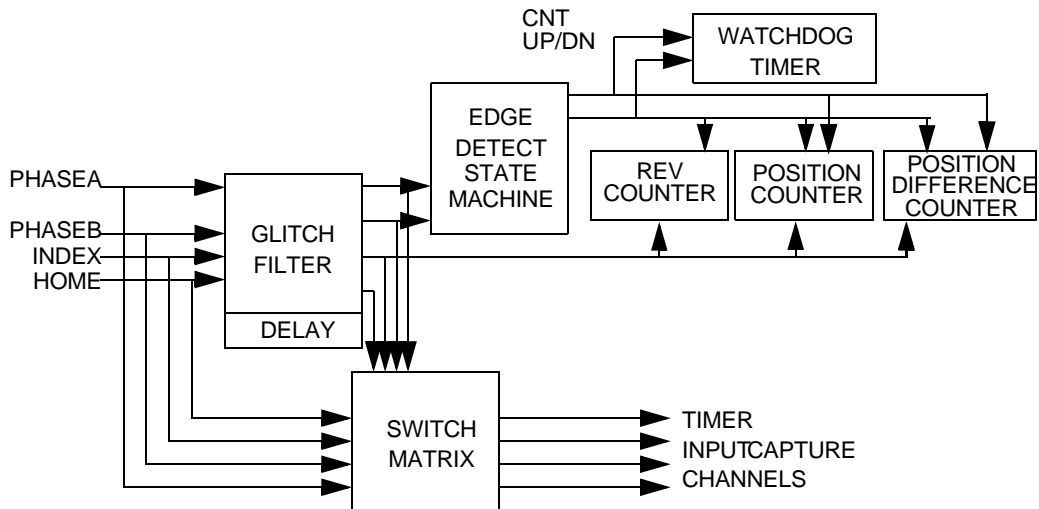 CNT
UP/DN
WATCHDOG
TIMER
EDGE
DETECT
STATE
MACHINE
REV
COUNTER
POSITION
COUNTER
POSITION
DIFFERENCE
COUNTER
PHASEA
PHASEB
INDEX
HOME
GLITCH
FILTER
DELAY
SWITCH
MATRIX
TIMER
INPUTCAPTURE
CHANNELS